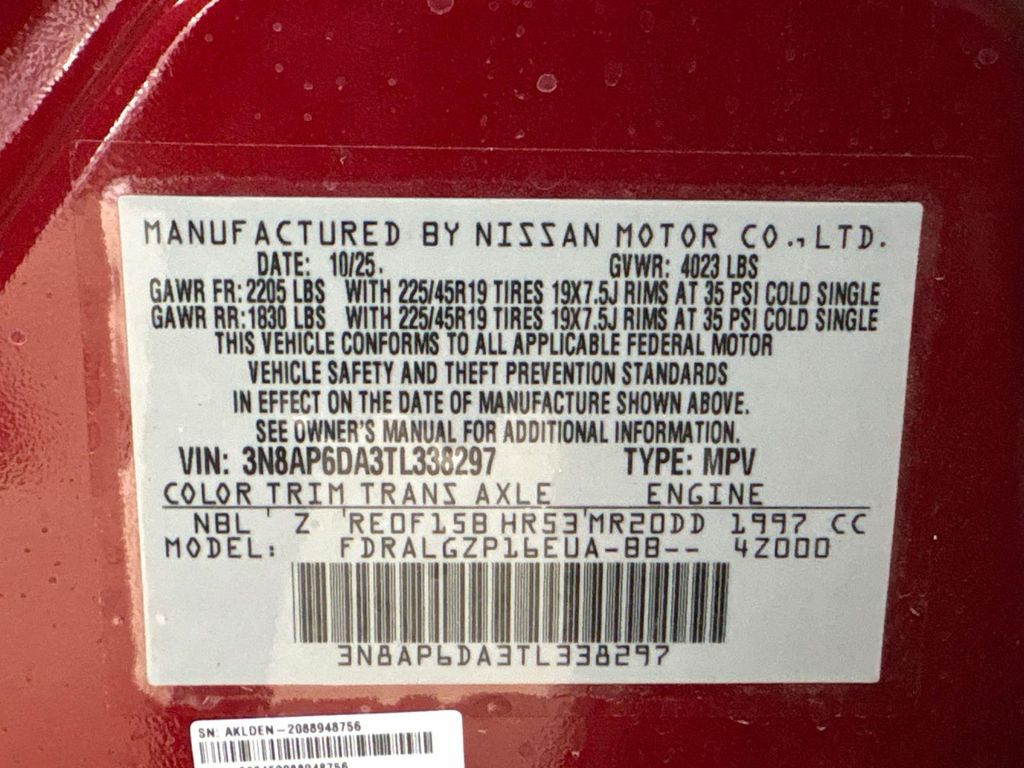 MANUFACTURED BY NISSAN MOTOR CO.,LTD.
DATE: 10/25. GVWR: 4023 LBS
GAWR FR: 2205 LBS WITH 225/45R19 TIRES 19X7.5J RIMS AT 35 PSI COLD SINGLE
GAWR RR: 1830 LBS WITH 225/45R19 TIRES 19X7.5J RIMS AT 35 PSI COLD SINGLE
THIS VEHICLE CONFORMS TO ALL APPLICABLE FEDERAL MOTOR
VEHICLE SAFETY AND THEFT PREVENTION STANDARDS
IN EFFECT ON THE DATE OF MANUFACTURE SHOWN ABOVE.
SEE OWNER'S MANUAL FOR ADDITIONAL INFORMATION.
VIN: 3N8AP6DA3TL338297 TYPE: MPV
COLOR TRIM TRANS AXLE ENGINE
NBL Z RE0F15B HR53 MR20DD 1997 CC
MODEL: FDRALGZP16EUA-BB-- 4Z000
3N8AP6DA3TL338297
SN: AKLDEN-2088948756